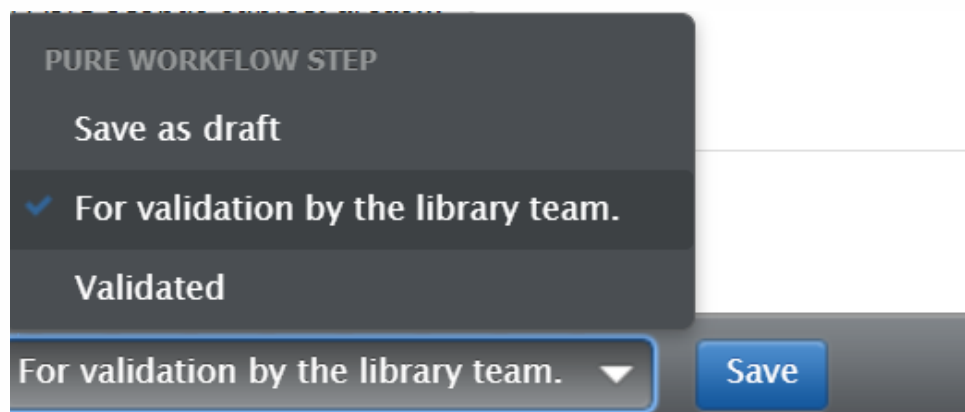 PURE WORKFLOW STEP
Save as draft
For validation by the library team.
Validated
For validation by the library team.
Save